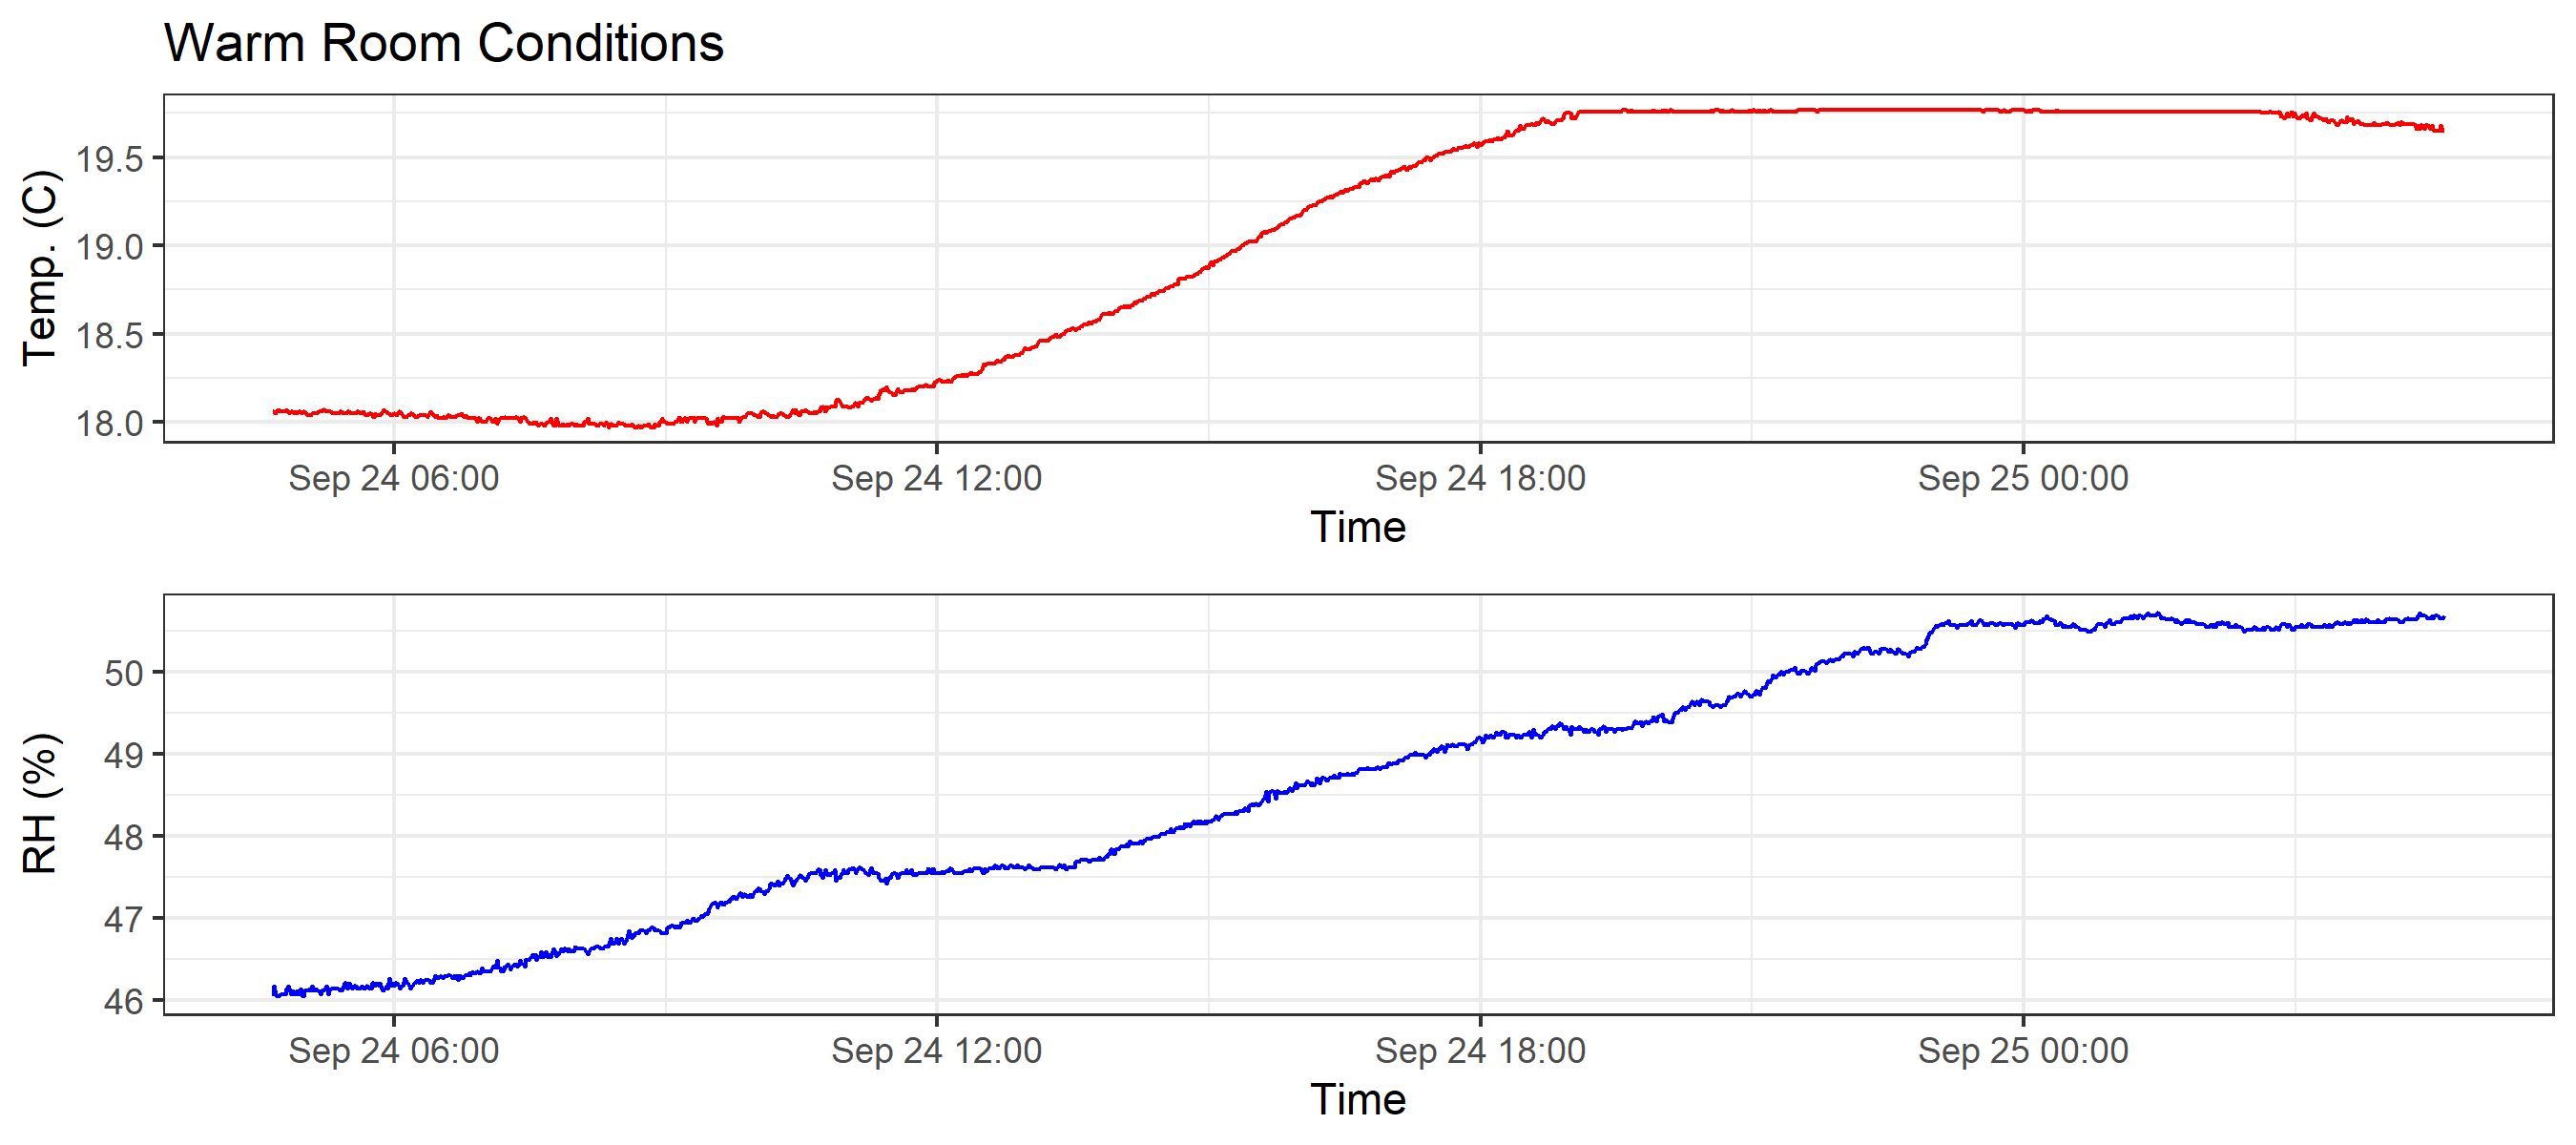 Warm Room Conditions
Temp. (C)
19.5
19.0
18.5
18.0
Sep 24 06:00 Sep 24 12:00 Sep 24 18:00 Sep 25 00:00
Time
RH (%)
50
49
48
47
46
Sep 24 06:00 Sep 24 12:00 Sep 24 18:00 Sep 25 00:00
Time